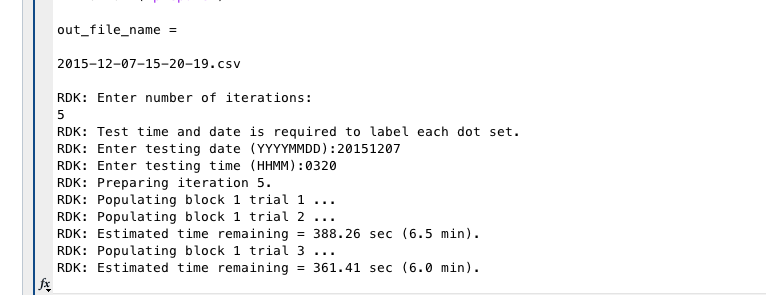 out_file_name =
2015-12-07-15-20-19.csv
RDK: Enter number of iterations:
5
RDK: Test time and date is required to label each dot set.
RDK: Enter testing date (YYYYMMDD):20151207
RDK: Enter testing time (HHMM):0320
RDK: Preparing iteration 5.
RDK: Populating block 1 trial 1 ...
RDK: Populating block 1 trial 2 ...
RDK: Estimated time remaining = 388.26 sec (6.5 min).
RDK: Populating block 1 trial 3 ...
RDK: Estimated time remaining = 361.41 sec (6.0 min).
fx